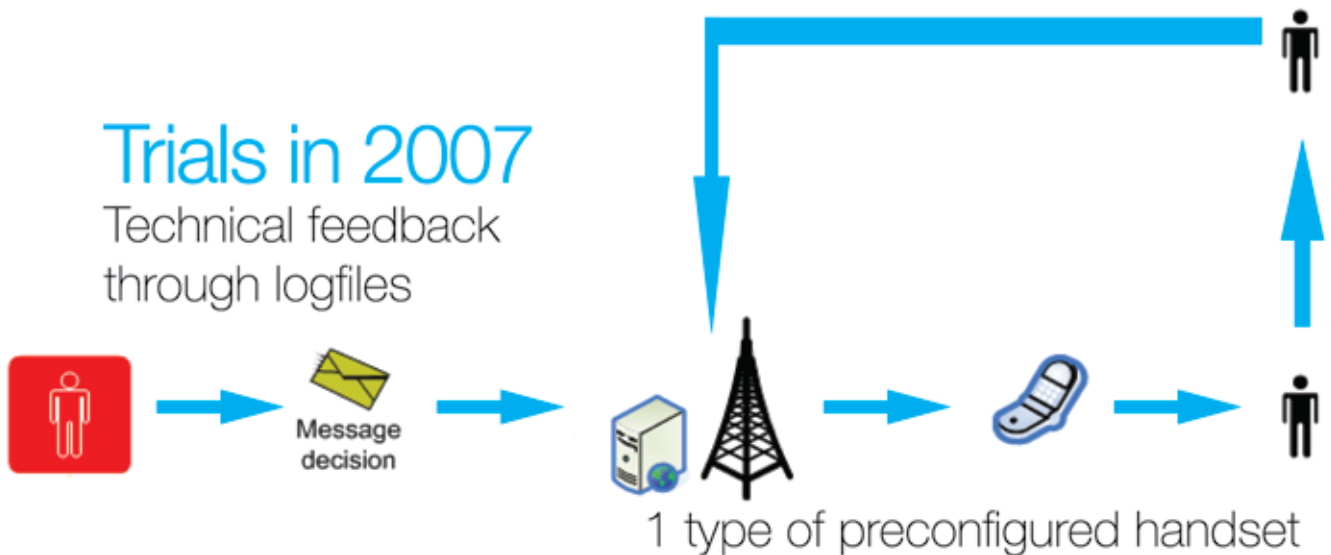 Trials in 2007
Technical feedback
through logfiles
Message
decision
1 type of preconfigured handset